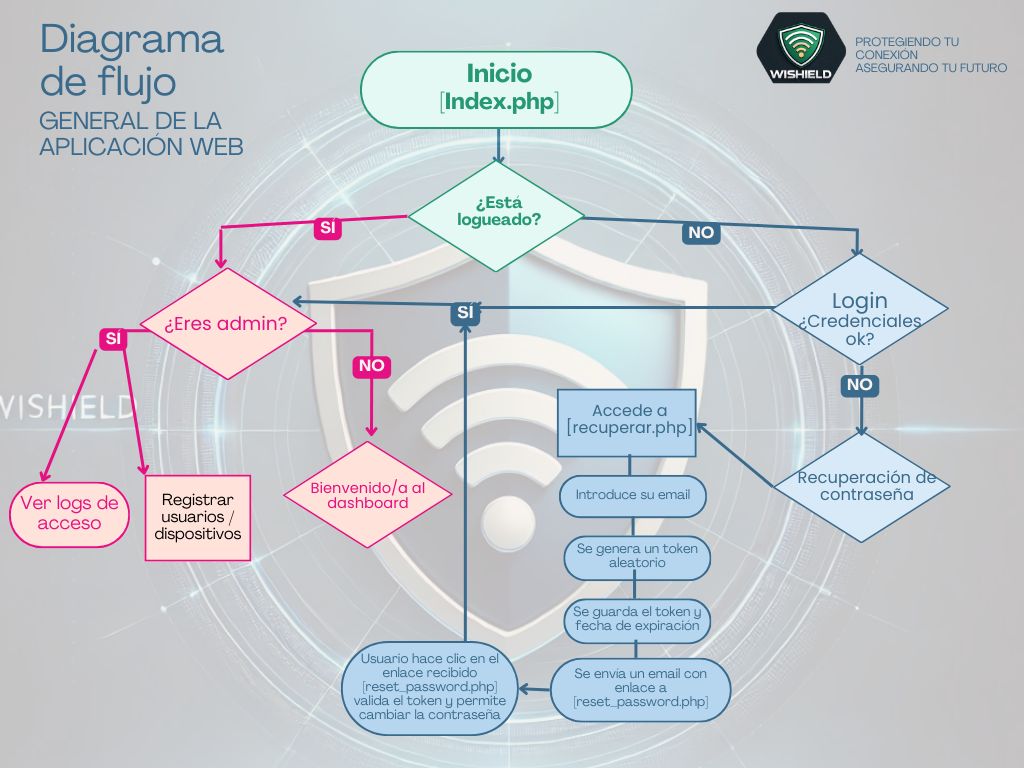 Diagrama
de flujo
GENERAL DE LA
APLICACIÓN WEB
WISHIELD
PROTEGIENDO TU
CONEXIÓN
ASEGURANDO TU FUTURO
Inicio
[Index.php]
¿Está
logueado?
SÍ
NO
¿Eres admin?
SÍ
Login
¿Credenciales
ok?
SÍ
NO
NO
WISHIELD
Accede a
[recuperar.php]
Recuperación de
contraseña
Bienvenido/a al
dashboard
Ver logs de
acceso
Registrar
usuarios /
dispositivos
Introduce su email
Se genera un token
aleatorio
Se guarda el token y
fecha de expiración
Se envía un email con
enlace a
[reset_password.php]
Usuario hace clic en el
enlace recibido
[reset_password.php]
valida el token y permite
cambiar la contraseña